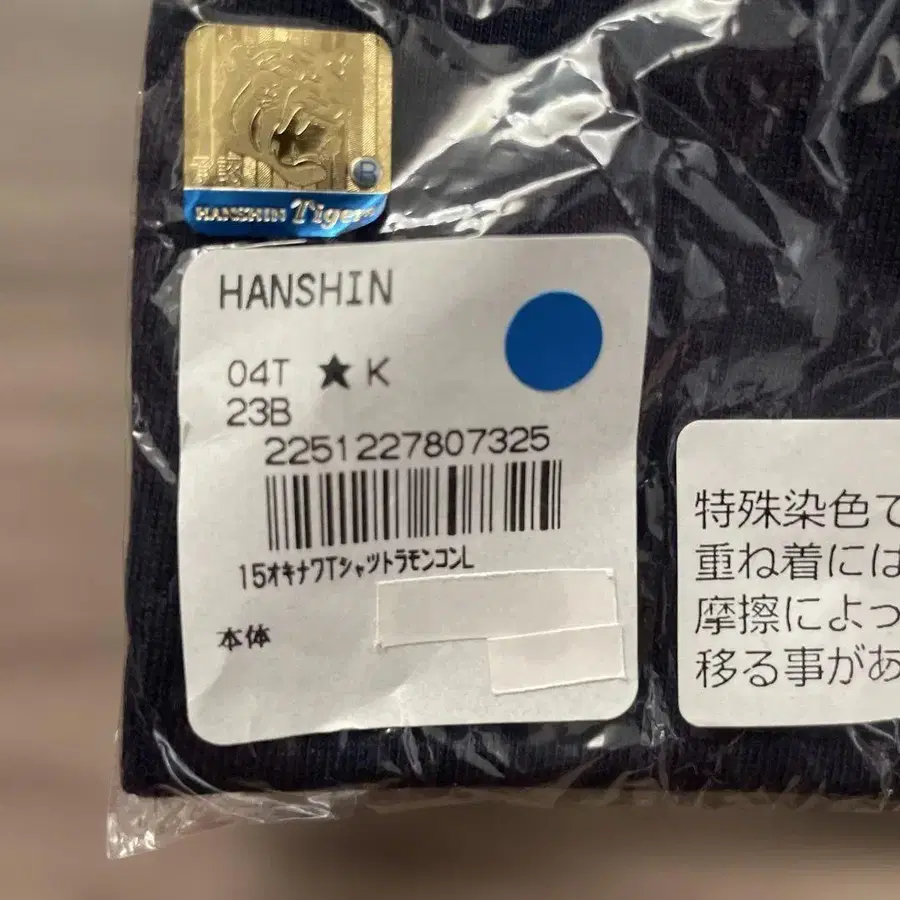 承認
R
HANSHIN Tigers
HANSHIN
04T ★ K
23B
2251227807325
15オキナワTシャツトラモンコンL
本体
特殊染色で
重ね着には
摩擦によっ
移る事があ